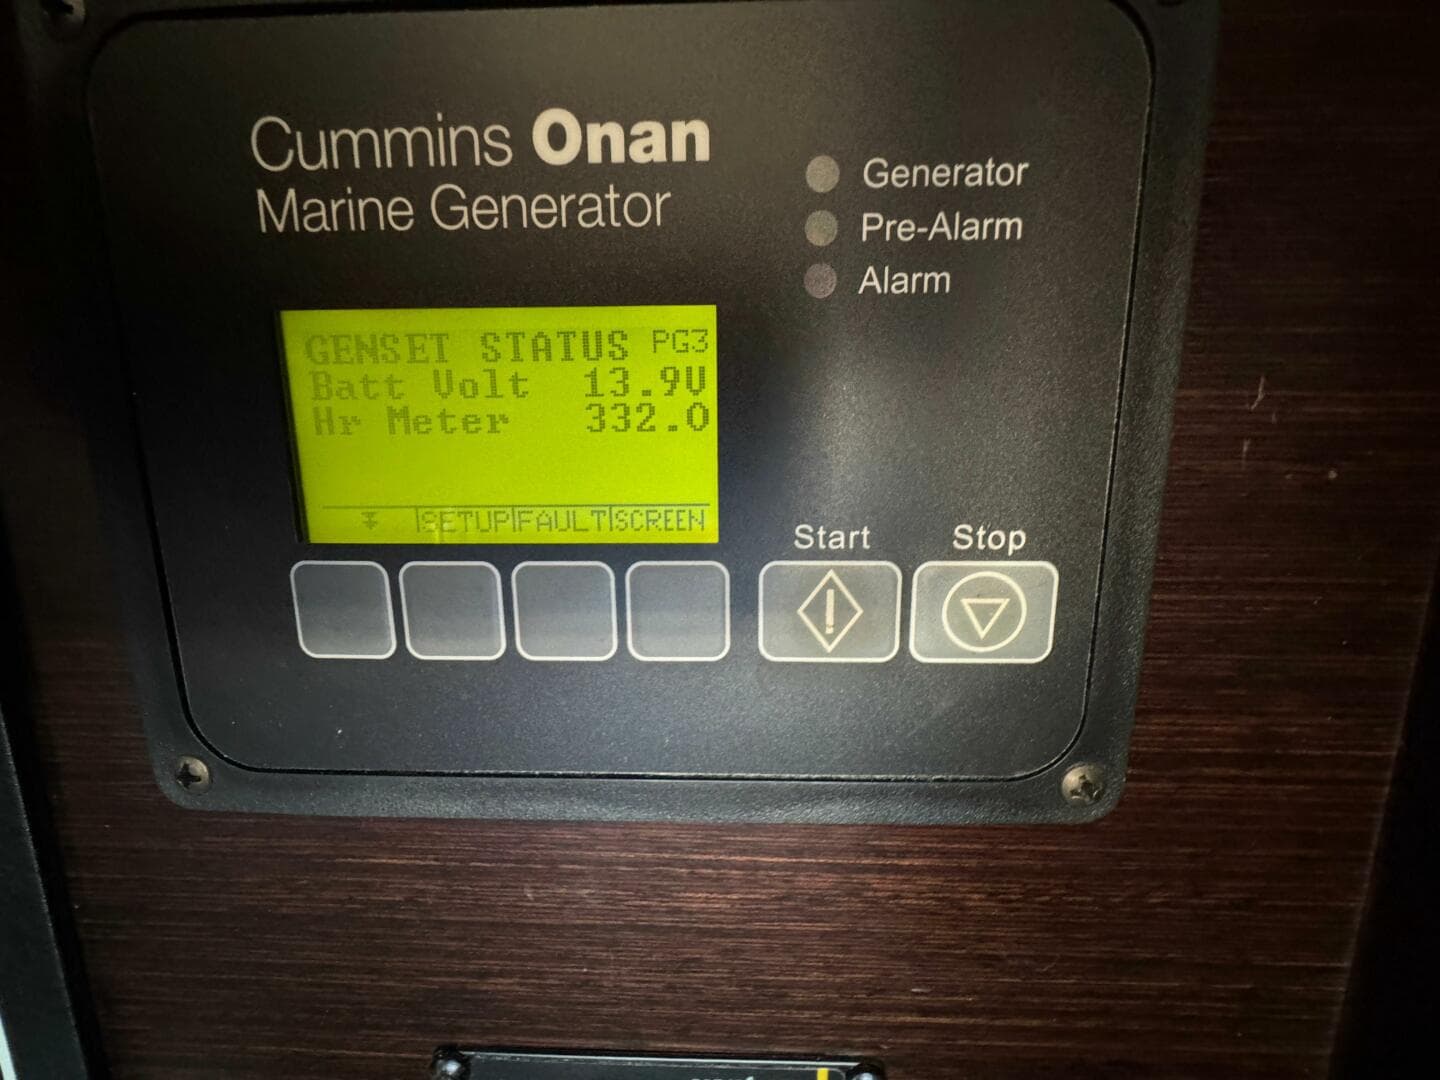 Cummins Onan
Marine Generator
Generator
Pre-Alarm
Alarm
GENSET STATUS PG3
Batt Volt 13.9V
Hr Meter 332.0
SETUP|FAULT|SCREEN
Start
Stop